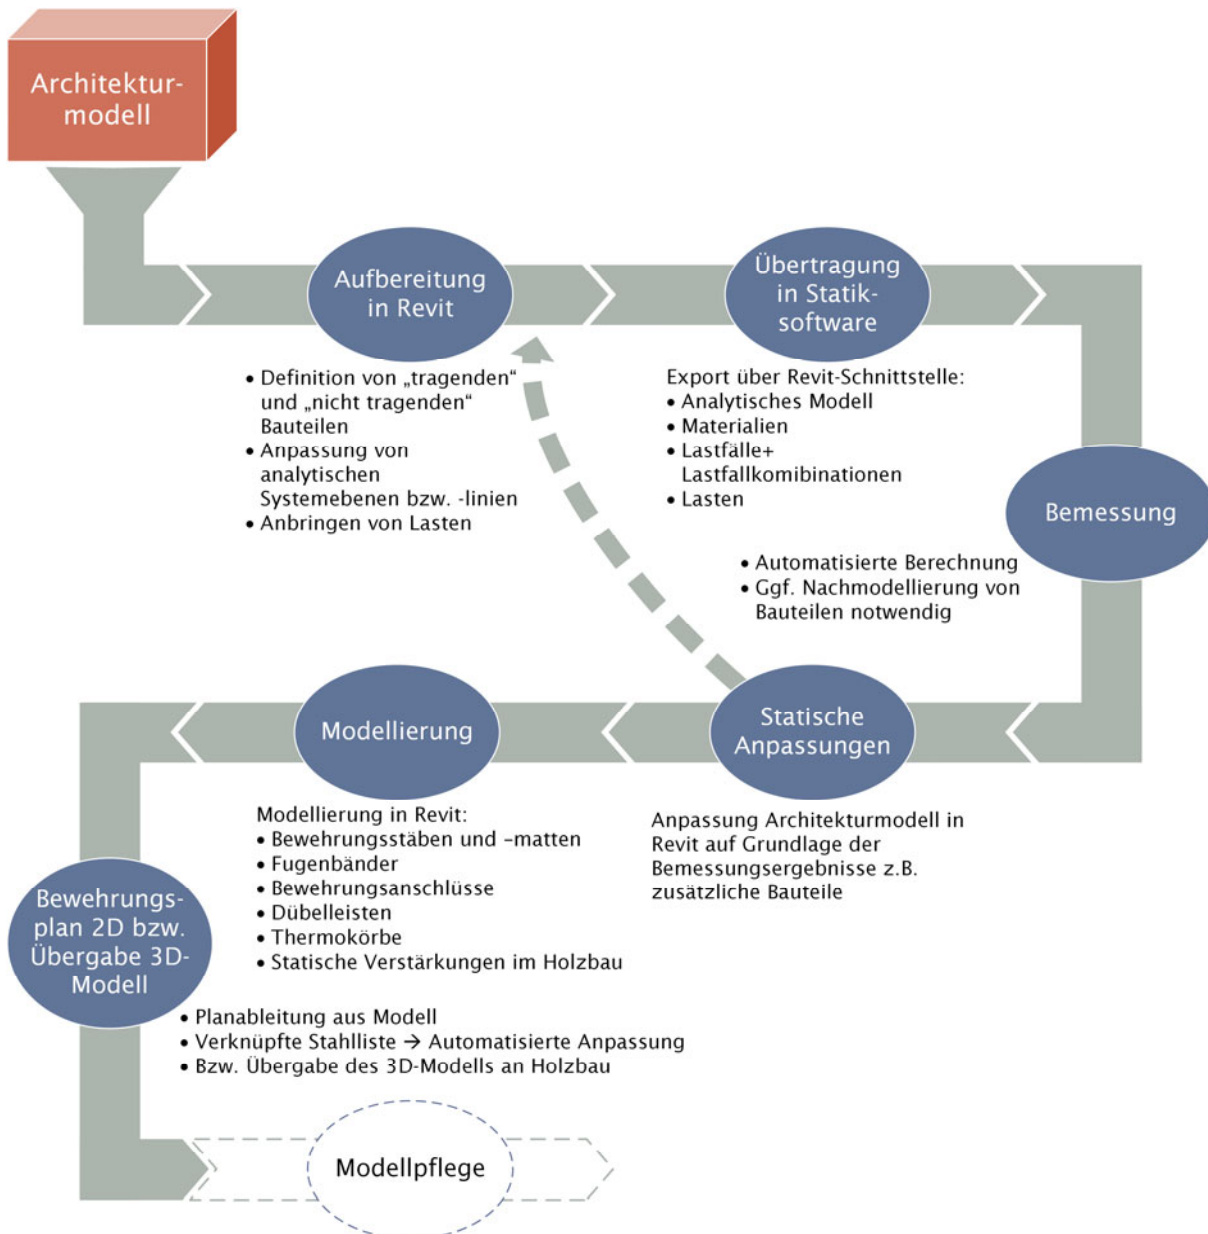 Architektur-
modell
Aufbereitung
in Revit
• Definition von „tragenden“
und „nicht tragenden“
Bauteilen
• Anpassung von
analytischen
Systemebenen bzw. -linien
• Anbringen von Lasten
Übertragung
in Statik-
software
Export über Revit-Schnittstelle:
• Analytisches Modell
• Materialien
• Lastfälle+
Lastfallkomibinationen
• Lasten
Bemessung
• Automatisierte Berechnung
• Ggf. Nachmodellierung von
Bauteilen notwendig
Statische
Anpassungen
Anpassung Architekturmodell in
Revit auf Grundlage der
Bemessungsergebnisse z.B.
zusätzliche Bauteile
Modellierung
Modellierung in Revit:
• Bewehrungsstäben und –matten
• Fugenbänder
• Bewehrungsanschlüsse
• Dübelleisten
• Thermokörbe
• Statische Verstärkungen im Holzbau
Bewehrungs-
plan 2D bzw.
Übergabe 3D-
Modell
• Planableitung aus Modell
• Verknüpfte Stahlliste → Automatisierte Anpassung
• Bzw. Übergabe des 3D-Modells an Holzbau
Modellpflege